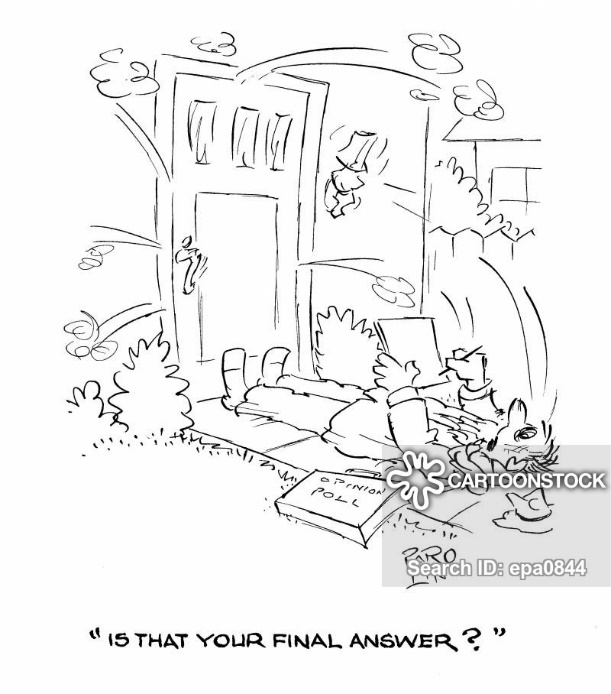 OPINION
POLL
CARTOONSTOCK
Search ID: epa0844
"IS THAT YOUR FINAL ANSWER?"